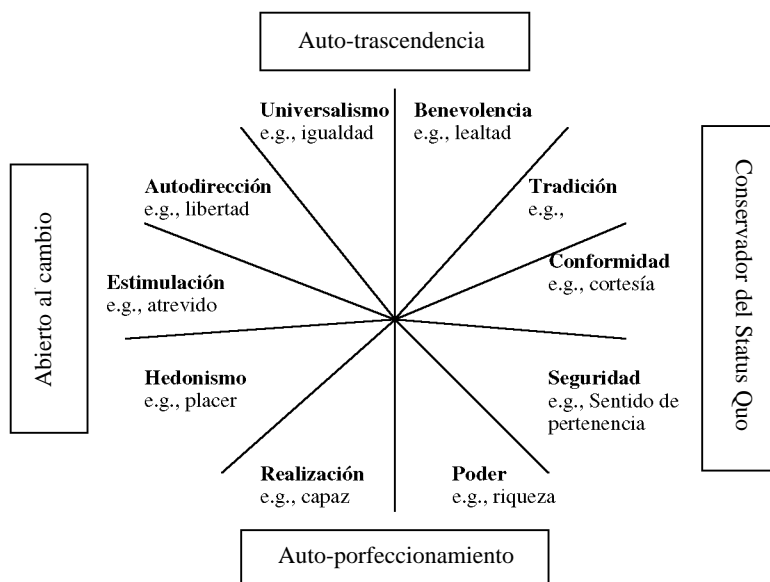 Auto-trascendencia
Universalismo
e.g., igualdad
Benevolencia
e.g., lealtad
Autodirección
e.g., libertad
Tradición
e.g.,
Estimulación
e.g., atrevido
Conformidad
e.g., cortesía
Hedonismo
e.g., placer
Seguridad
e.g., Sentido de
pertenencia
Realización
e.g., capaz
Poder
e.g., riqueza
Abierto al cambio
Conservador del Status Quo
Auto-porfeccionamiento